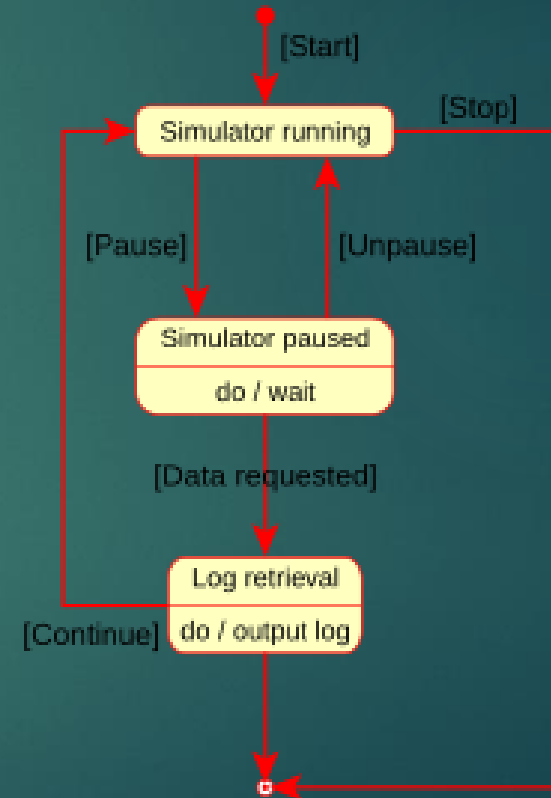 [Start]
[Stop]
Simulator running
[Pause]
[Unpause]
Simulator paused
do / wait
[Data requested]
Log retrieval
do / output log
[Continue]